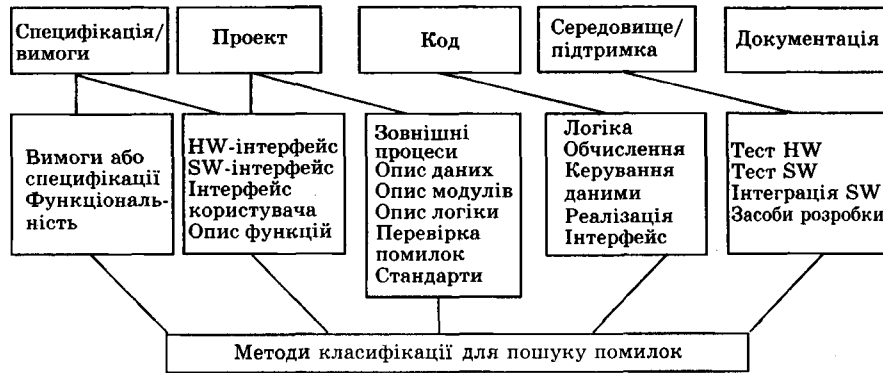 Специфікація/
вимоги
Проект
Код
Середовище/
підтримка
Документація
Вимоги або
специфікації
Функціональ-
ність
HW-інтерфейс
SW-інтерфейс
Інтерфейс
користувача
Опис функцій
Зовнішні
процеси
Опис даних
Опис модулів
Опис логіки
Перевірка
помилок
Стандарти
Логіка
Обчислення
Керування
даними
Реалізація
Інтерфейс
Тест HW
Тест SW
Інтеграція SW
Засоби розробки
Методи класифікації для пошуку помилок